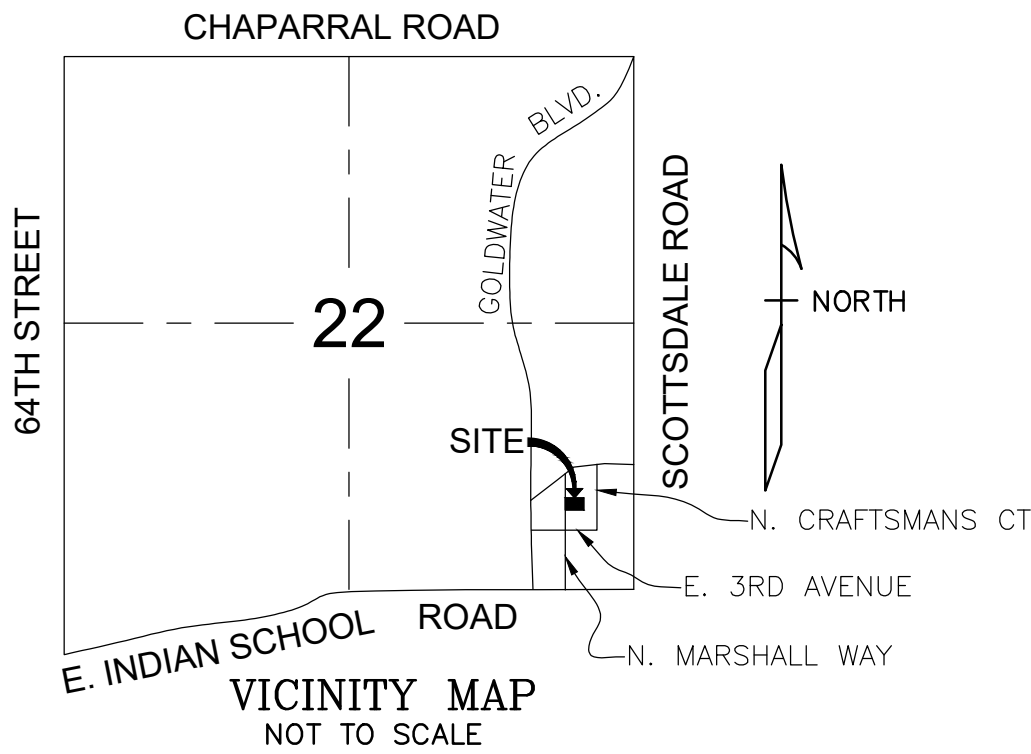 CHAPARRAL ROAD
GOLDWATER BLVD.
64TH STREET
SCOTTSDALE ROAD
22
NORTH
SITE
N. CRAFTSMANS CT
E. 3RD AVENUE
E. INDIAN SCHOOL ROAD
N. MARSHALL WAY
VICINITY MAP
NOT TO SCALE